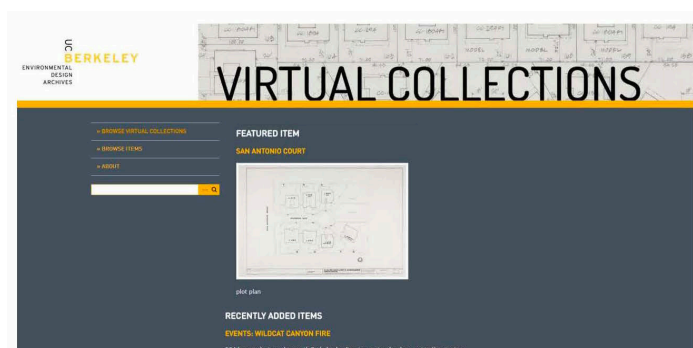 UC
BERKELEY
ENVIRONMENTAL
DESIGN
ARCHIVES
VIRTUAL COLLECTIONS
» BROWSE VIRTUAL COLLECTIONS
» BROWSE ITEMS
» ABOUT
FEATURED ITEM
SAN ANTONIO COURT
plot plan
RECENTLY ADDED ITEMS
EVENTS: WILDCAT CANYON FIRE